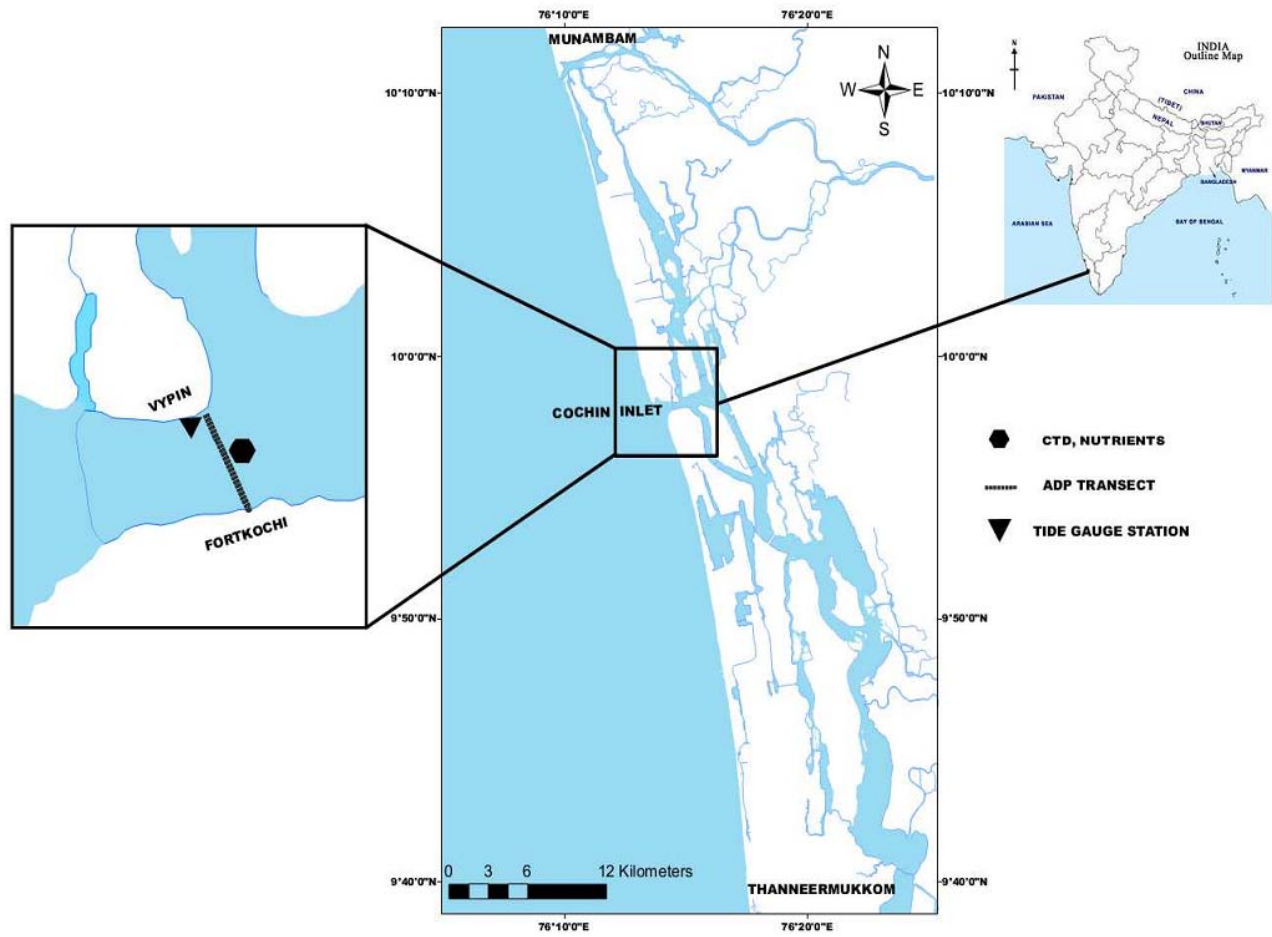 76°10'0"E
76°20'0"E
MUNAMBAM
N
W
E
S
10°10'0"N
10°10'0"N
N
INDIA
Outline Map
PAKISTAN
CHINA
(TIBET)
NEPAL
BHUTAN
BANGLADESH
MYANMAR
ARABIAN SEA
BAY OF BENGAL
VYPIN
FORTKOCHI
10°0'0"N
10°0'0"N
COCHIN INLET
CTD, NUTRIENTS
ADP TRANSECT
TIDE GAUGE STATION
9°50'0"N
9°50'0"N
0 3 6 12 Kilometers
THANNEERMUKKOM
9°40'0"N
9°40'0"N
76°10'0"E
76°20'0"E